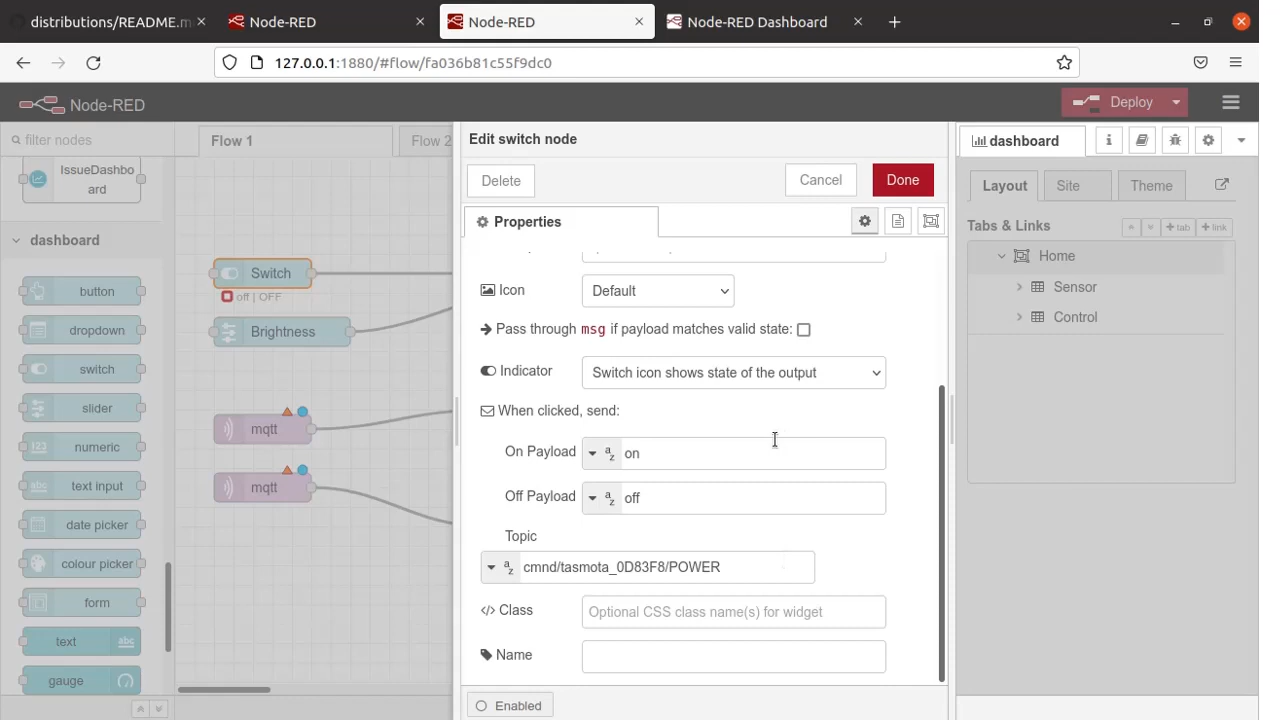 distributions/README.m
Node-RED
Node-RED
Node-RED Dashboard
127.0.0.1:1880/#flow/fa036b81c55f9dc0
Node-RED
Deploy
filter nodes
Flow 1
Flow 2
Edit switch node
dashboard
IssueDashbo
ard
Delete
Cancel
Done
Layout
Site
Theme
Properties
Tabs & Links
tab
link
dashboard
Home
Switch
off | OFF
Icon
Default
Sensor
button
Control
dropdown
Brightness
Pass through msg if payload matches valid state:
switch
Indicator
Switch icon shows state of the output
slider
When clicked, send:
mqtt
numeric
On Payload
az
on
text input
mqtt
Off Payload
az
off
date picker
Topic
colour picker
az
cmnd/tasmota_0D83F8/POWER
form
Class
Optional CSS class name(s) for widget
text
abc
Name
gauge
Enabled